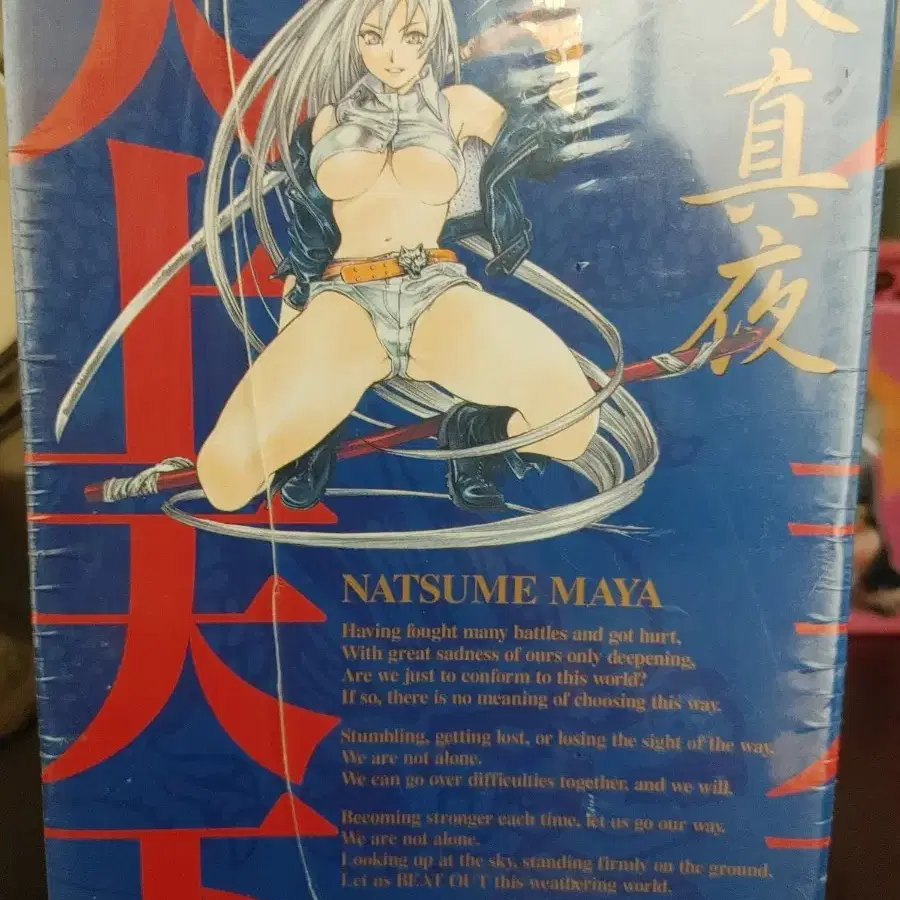 天上天下
真夜
NATSUME MAYA
Having fought many battles and got hurt,
With great sadness of ours only deepening,
Are we just to conform to this world?
If so, there is no meaning of choosing this way.
Stumbling, getting lost, or losing the sight of the way,
We are not alone.
We can go over difficulties together, and we will.
Becoming stronger each time, let us go our way.
We are not alone.
Looking up at the sky, standing firmly on the ground,
Let us BEAT OUT this weathering world.